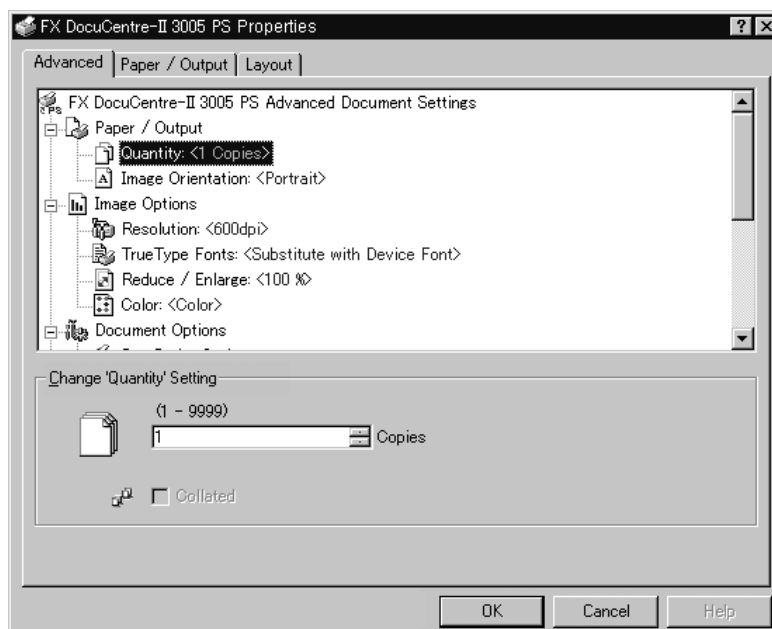 FX DocuCentre-II 3005 PS Properties
Advanced
Paper / Output
Layout
FX DocuCentre-II 3005 PS Advanced Document Settings
Paper / Output
Quantity: <1 Copies>
Image Orientation: <Portrait>
Image Options
Resolution: <600dpi>
TrueType Fonts: <Substitute with Device Font>
Reduce / Enlarge: <100 %>
Color: <Color>
Document Options
Change 'Quantity' Setting
(1 - 9999)
1 Copies
Collated
OK
Cancel
Help